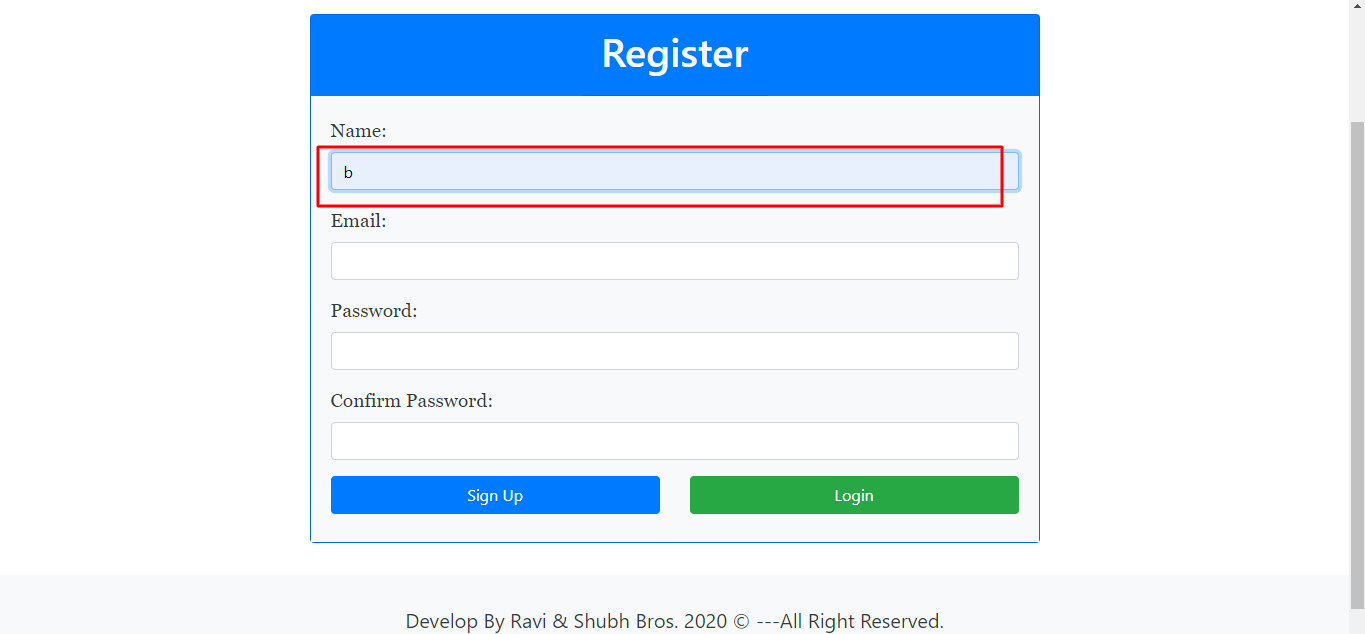 Register
Name:
b
Email:
Password:
Confirm Password:
Sign Up
Login
Develop By Ravi & Shubh Bros. 2020 © ---All Right Reserved.